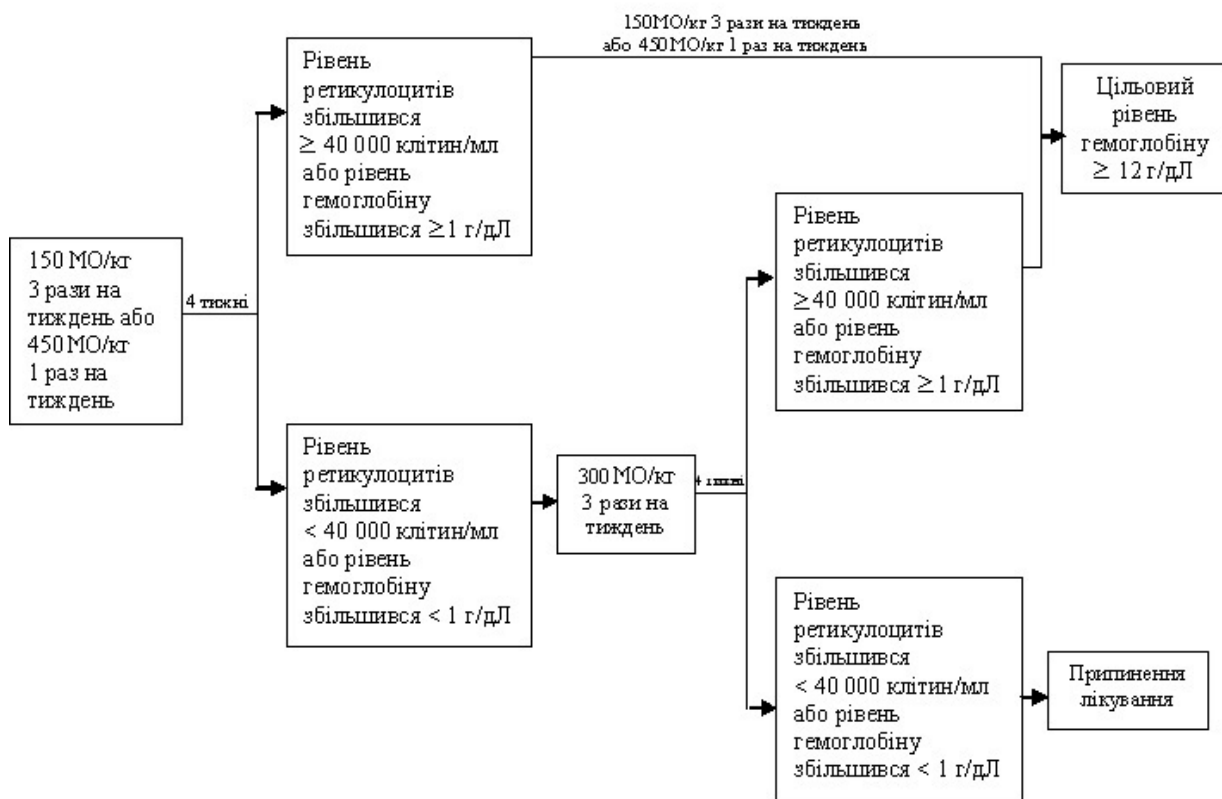 150 МО/кг
3 рази на
тиждень або
450 МО/кг
1 раз на
тиждень
4 тижні
Рівень
ретикулоцитів
збільшився
≥ 40 000 клітин/мл
або рівень
гемоглобіну
збільшився ≥1 г/дЛ
150МО/кг 3 рази на тиждень
або 450МО/кг 1 раз на тиждень
Цільовий
рівень
гемоглобіну
≥ 12 г/дЛ
Рівень
ретикулоцитів
збільшився
< 40 000 клітин/мл
або рівень
гемоглобіну
збільшився < 1 г/дЛ
300 МО/кг
3 рази на
тиждень
4 тижні
Рівень
ретикулоцитів
збільшився
≥40 000 клітин/мл
або рівень
гемоглобіну
збільшився ≥ 1 г/дЛ
Рівень
ретикулоцитів
збільшився
< 40 000 клітин/мл
або рівень
гемоглобіну
збільшився < 1 г/дЛ
Припинення
лікування